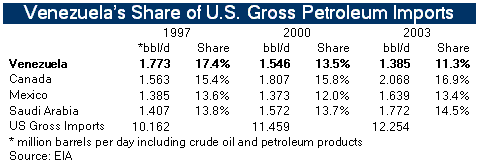 Venezuela's Share of U.S. Gross Petroleum Imports
1997 2000 2003
*bbl/d Share bbl/d Share bbl/d Share
Venezuela 1.773 17.4% 1.546 13.5% 1.385 11.3%
Canada 1.563 15.4% 1.807 15.8% 2.068 16.9%
Mexico 1.385 13.6% 1.373 12.0% 1.639 13.4%
Saudi Arabia 1.407 13.8% 1.572 13.7% 1.772 14.5%
US Gross Imports 10.162 11.459 12.254
* million barrels per day including crude oil and petroleum products
Source: EIA